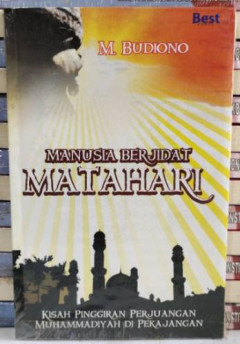 Best
M. BUDIONO
MANUSIA BERJIDAT
MATAHARI
KISAH PINGGIRAN PERJUANGAN
MUHAMMADIYAH DI PEKAJANGAN